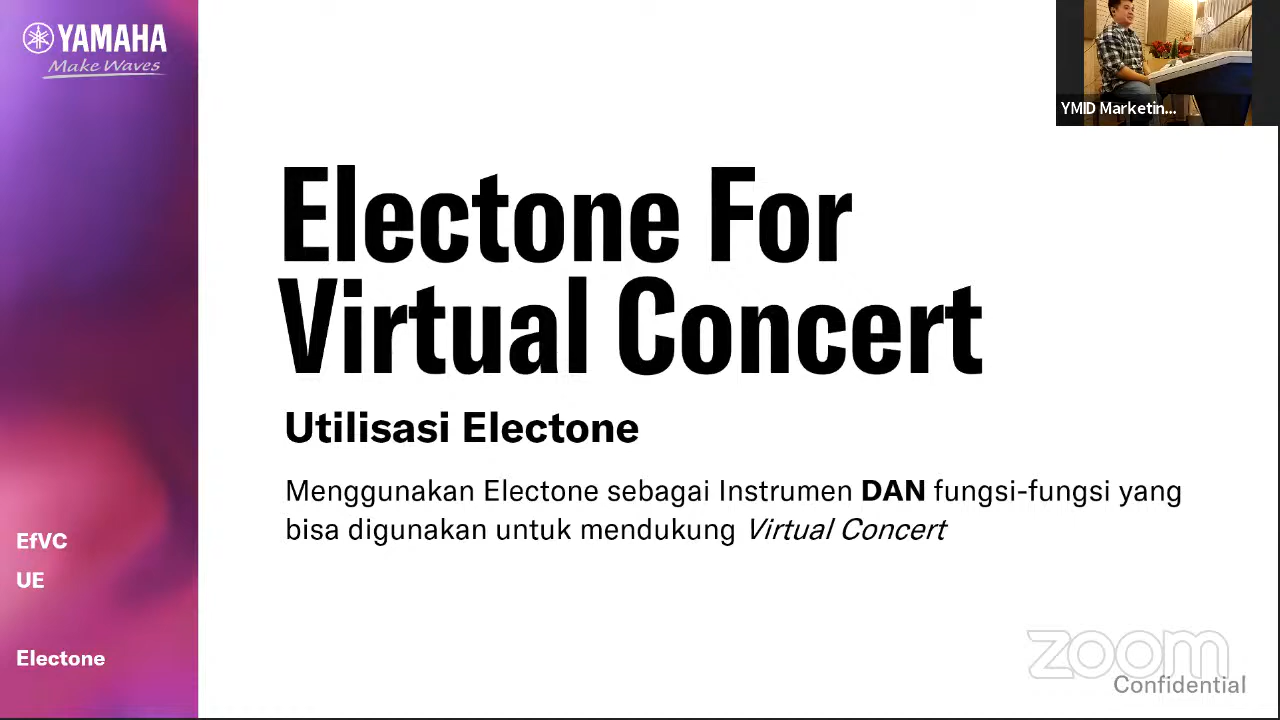 YAMAHA
Make Waves
YMID Marketin...
Electone For
Virtual Concert
Utilisasi Electone
Menggunakan Electone sebagai Instrumen DAN fungsi-fungsi yang
bisa digunakan untuk mendukung Virtual Concert
EfVC
UE
Electone
zoom
Confidential